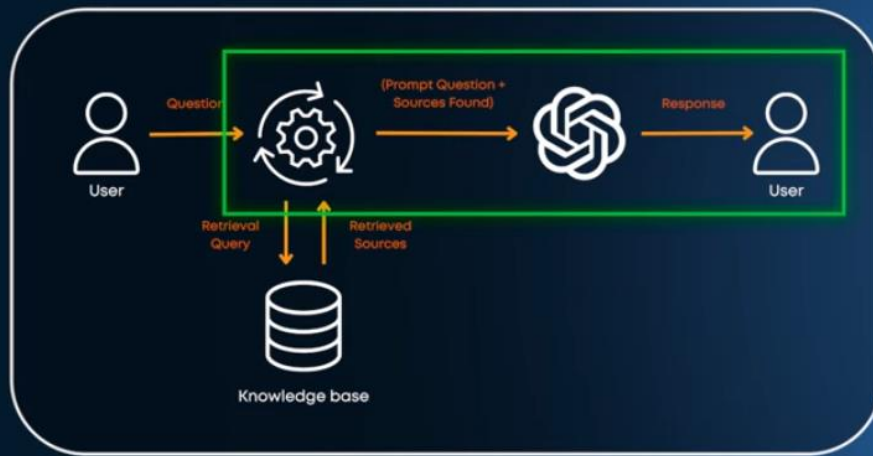 (Prompt Question +
Sources Found)
Question
Response
User
User
Retrieval
Query
Retrieved
Sources
Knowledge base